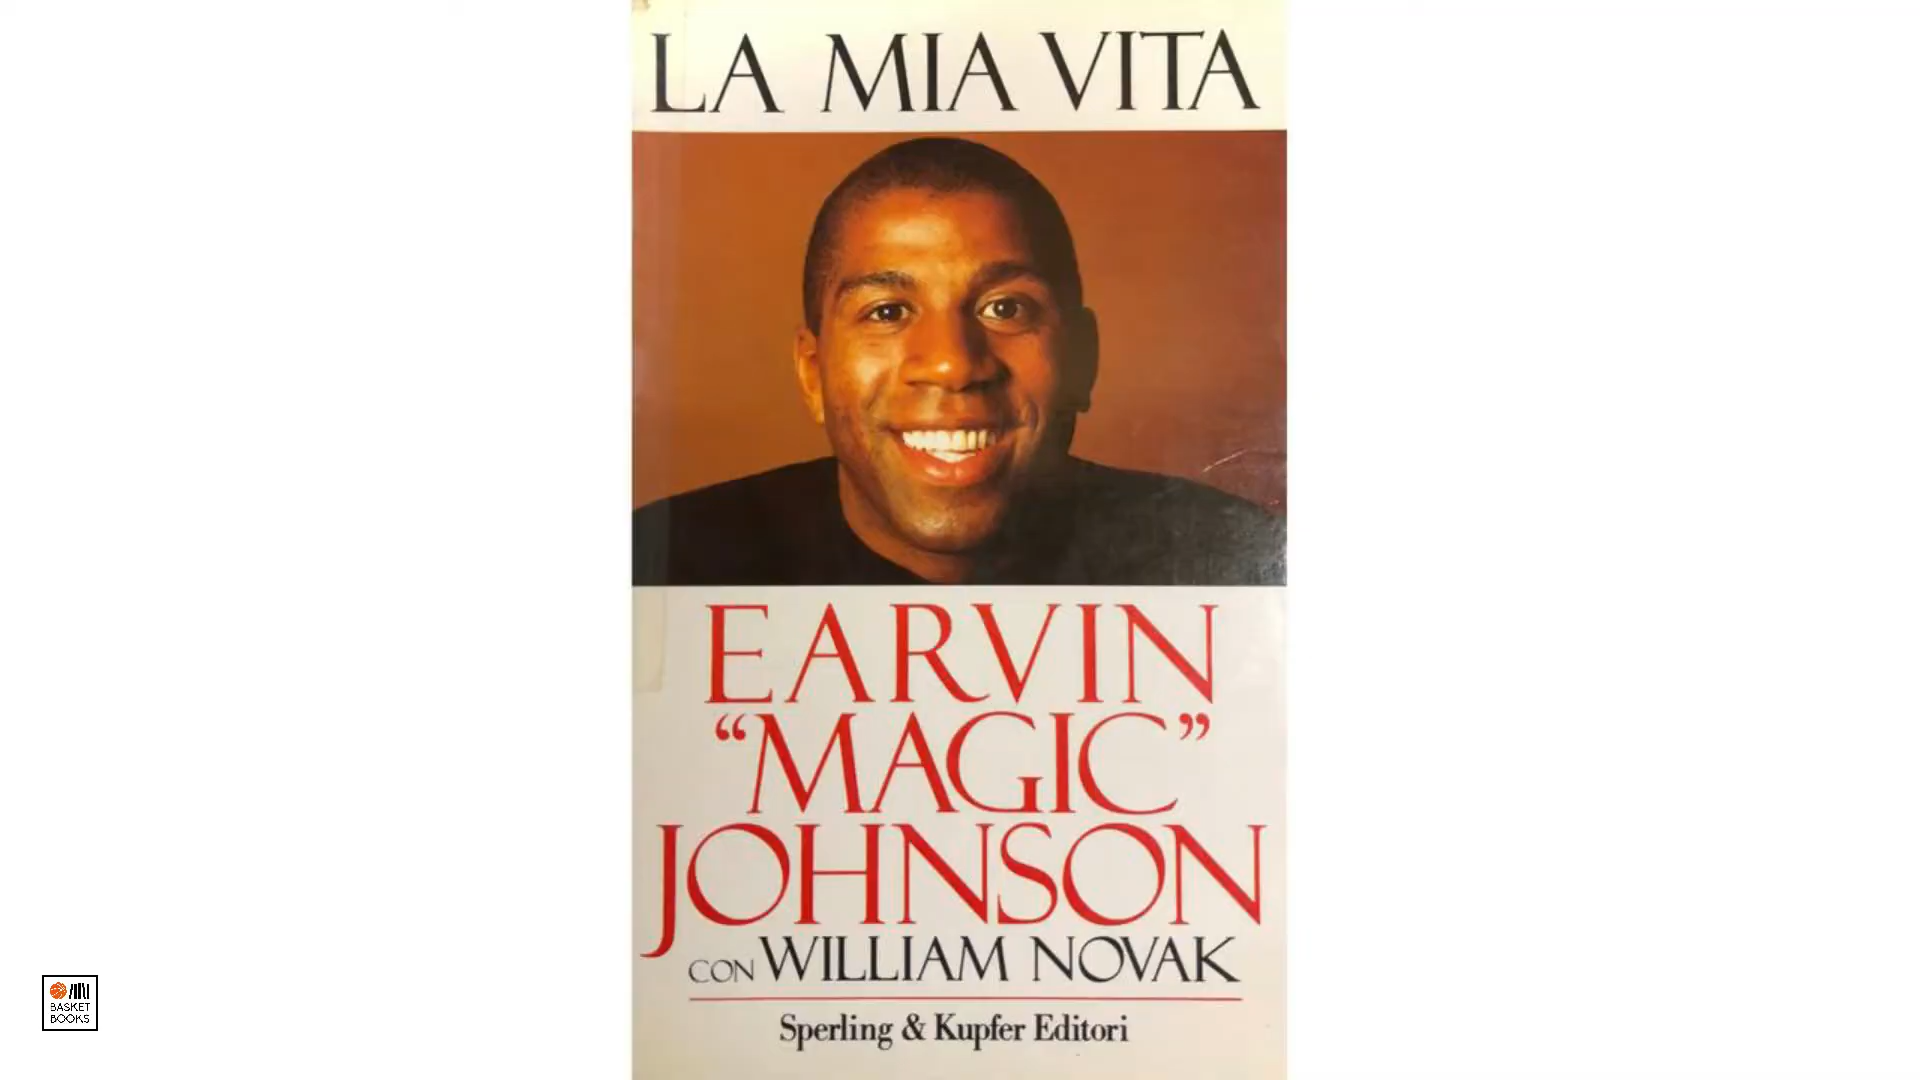 LA MIA VITA
EARVIN
“MAGIC”
JOHNSON
CON WILLIAM NOVAK
Sperling & Kupfer Editori
BASKET
BOOKS